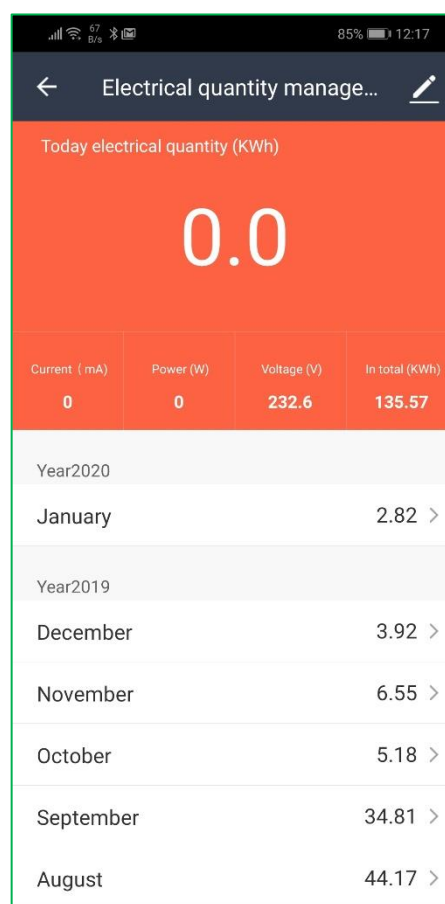 67
B/s
85% 12:17
Electrical quantity manage...
Today electrical quantity (KWh)
0.0
Current ( mA) Power (W) Voltage (V) In total (KWh)
0 0 232.6 135.57
Year2020
January 2.82
Year2019
December 3.92
November 6.55
October 5.18
September 34.81
August 44.17